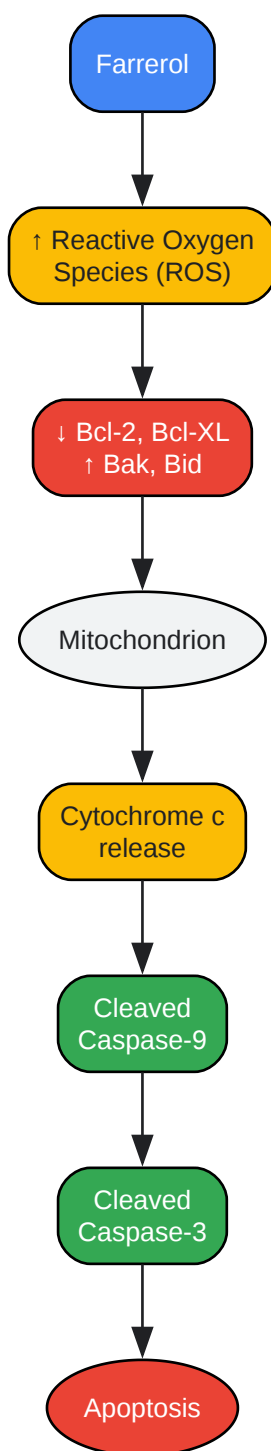 Farrerol
↑ Reactive Oxygen
Species (ROS)
↓ Bcl-2, Bcl-XL
↑ Bak, Bid
Mitochondrion
Cytochrome c
release
Cleaved
Caspase-9
Cleaved
Caspase-3
Apoptosis